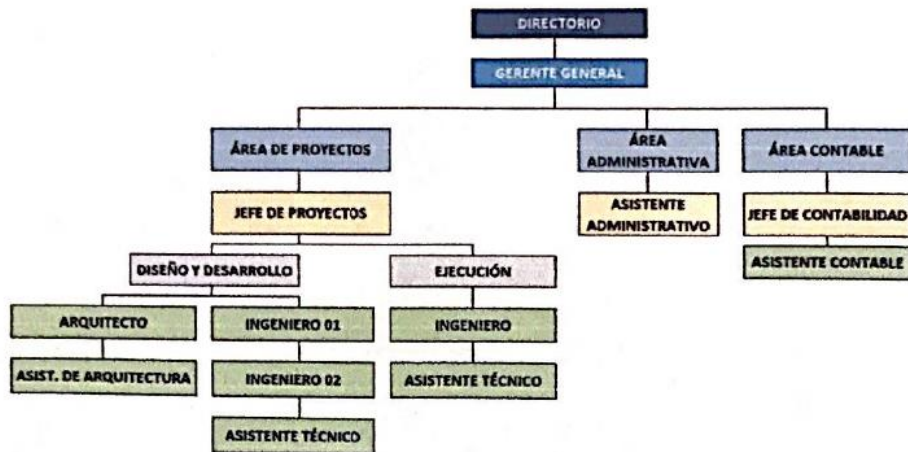 DIRECTORIO
GERENTE GENERAL
ÁREA DE PROYECTOS
ÁREA
ADMINISTRATIVA
ÁREA CONTABLE
JEFE DE PROYECTOS
ASISTENTE
ADMINISTRATIVO
JEFE DE CONTABILIDAD
ASISTENTE CONTABLE
DISEÑO Y DESARROLLO
EJECUCIÓN
ARQUITECTO
INGENIERO 01
INGENIERO
ASIST. DE ARQUITECTURA
INGENIERO 02
ASISTENTE TÉCNICO
ASISTENTE TÉCNICO